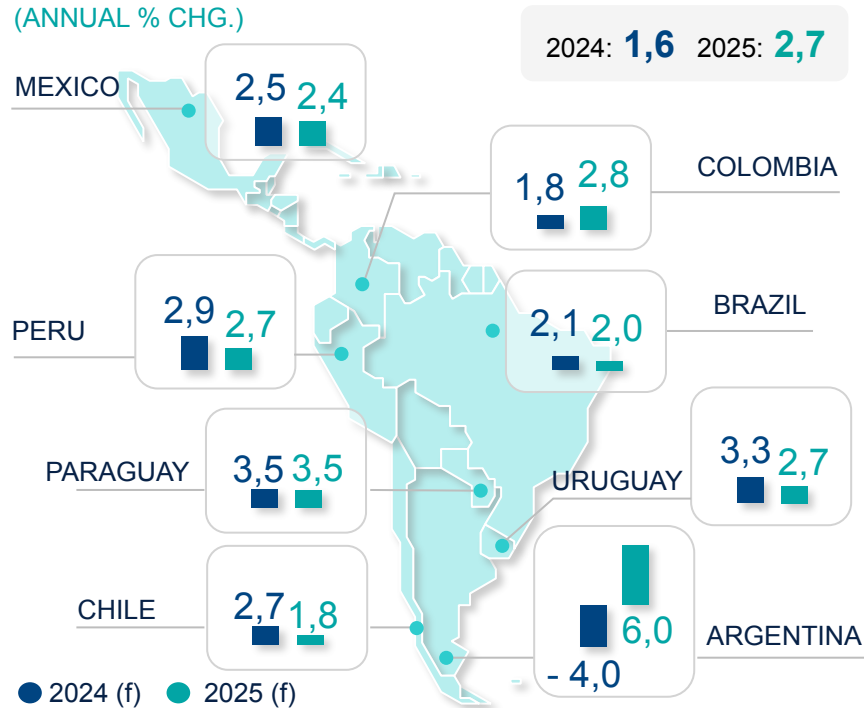 (ANNUAL % CHG.)
2024: 1,6 2025: 2,7
MEXICO
2,5 2,4
COLOMBIA
1,8 2,8
PERU
2,9 2,7
BRAZIL
2,1 2,0
PARAGUAY
3,5 3,5
URUGUAY
3,3 2,7
CHILE
2,7 1,8
ARGENTINA
- 4,0 6,0
2024 (f) 2025 (f)